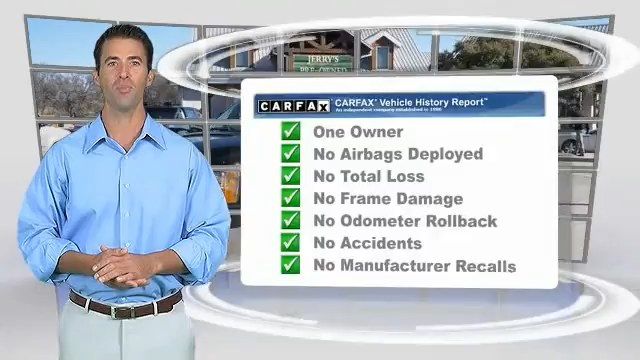 JERRY'S
CARFAX CARFAX Vehicle History Report™
An independent company established in 1986
One Owner
No Airbags Deployed
No Total Loss
No Frame Damage
No Odometer Rollback
No Accidents
No Manufacturer Recalls